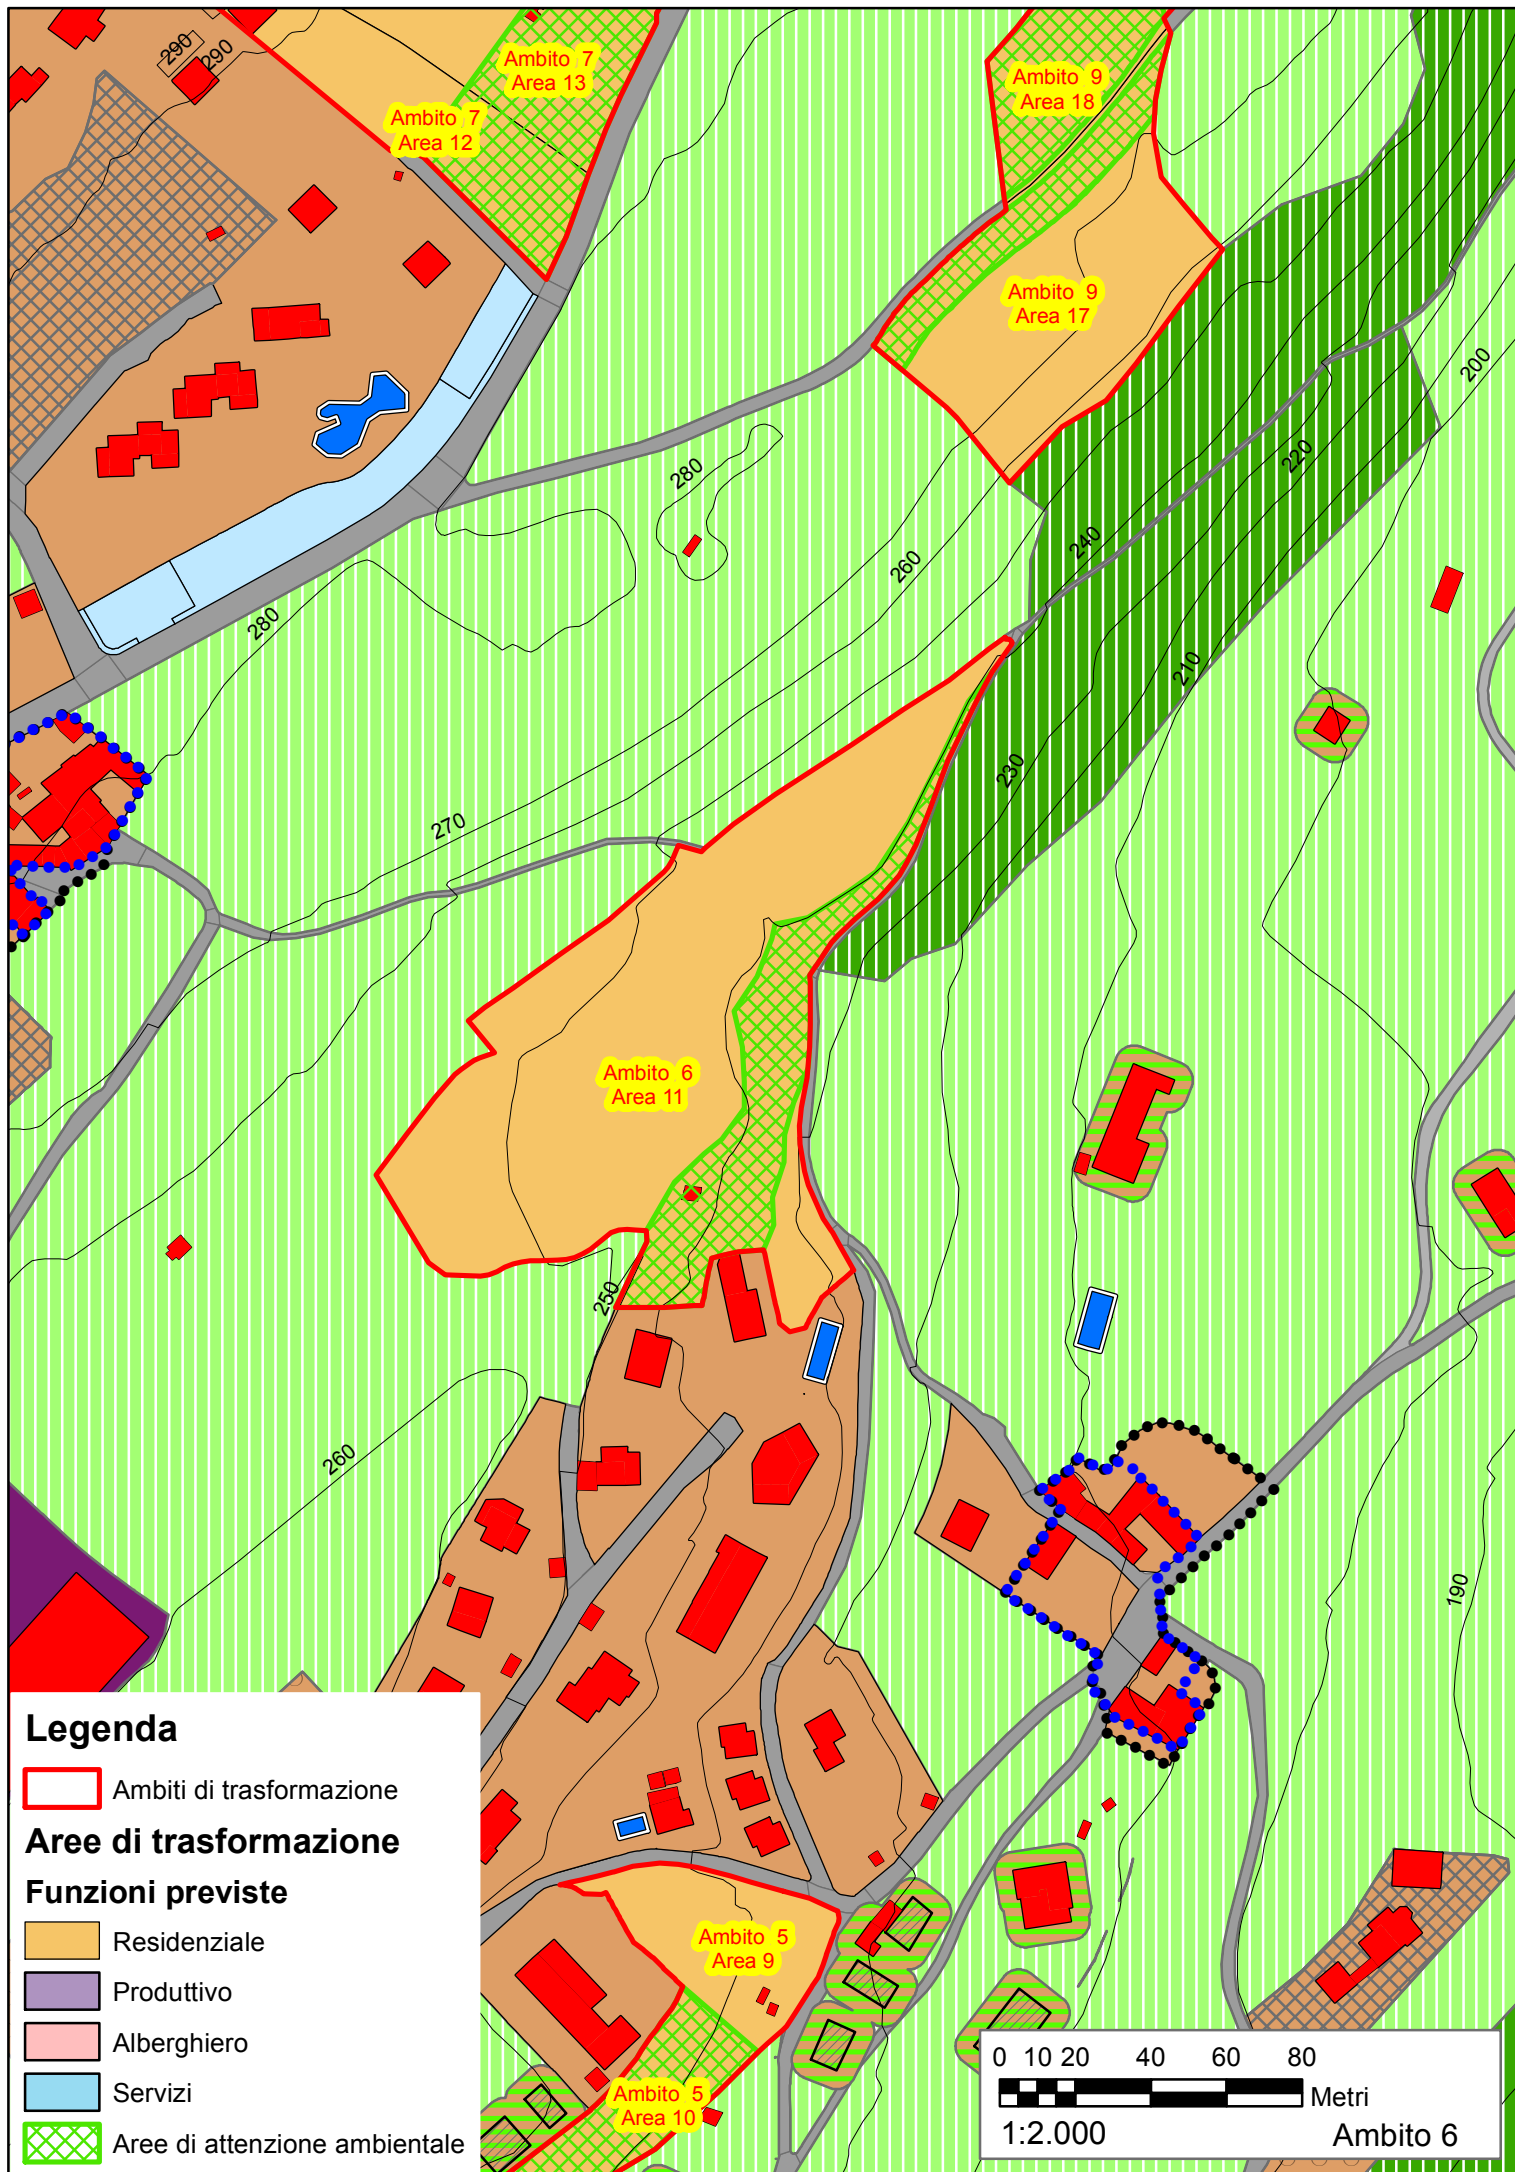 290
290
Ambito 7
Area 13
Ambito 7
Area 12
Ambito 9
Area 18
Ambito 9
Area 17
200
280
220
260
240
280
210
230
270
Ambito 6
Area 11
250
260
190
Legenda
Ambiti di trasformazione
Aree di trasformazione
Funzioni previste
Residenziale
Produttivo
Alberghiero
Servizi
Aree di attenzione ambientale
Ambito 5
Area 9
Ambito 5
Area 10
0 10 20 40 60 80
Metri
1:2.000
Ambito 6